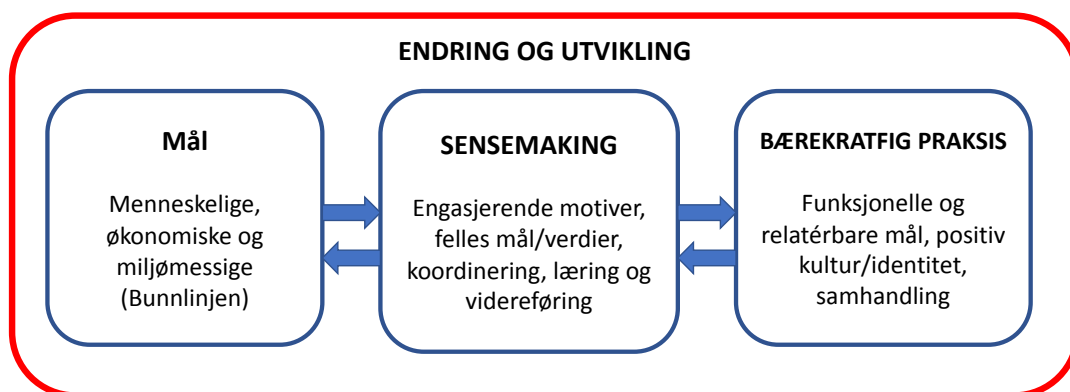 ENDRING OG UTVIKLING
Mål
Menneskelige,
økonomiske og
miljømessige
(Bunnlinjen)
SENSEMAKING
Engasjerende motiver,
felles mål/verdier,
koordinering, læring og
videreføring
BÆREKRATFIG PRAKSIS
Funksjonelle og
relatérbare mål, positiv
kultur/identitet,
samhandling